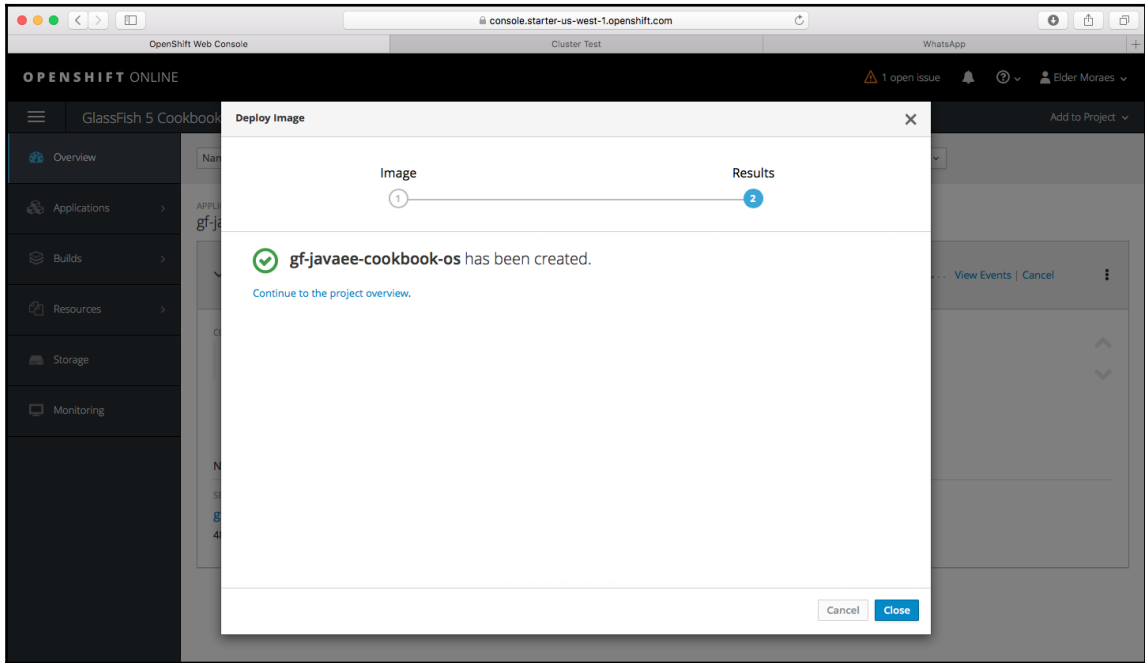 console.starter-us-west-1.openshift.com
OpenShift Web Console
Cluster Test
WhatsApp
OPENSHIFT ONLINE
1 open issue
Elder Moraes
GlassFish 5 Cookbook
Add to Project
Deploy Image
Overview
Image
Results
1
2
Applications
Builds
gf-javaee-cookbook-os has been created.
View Events | Cancel
Continue to the project overview.
Resources
Storage
Monitoring
Cancel
Close